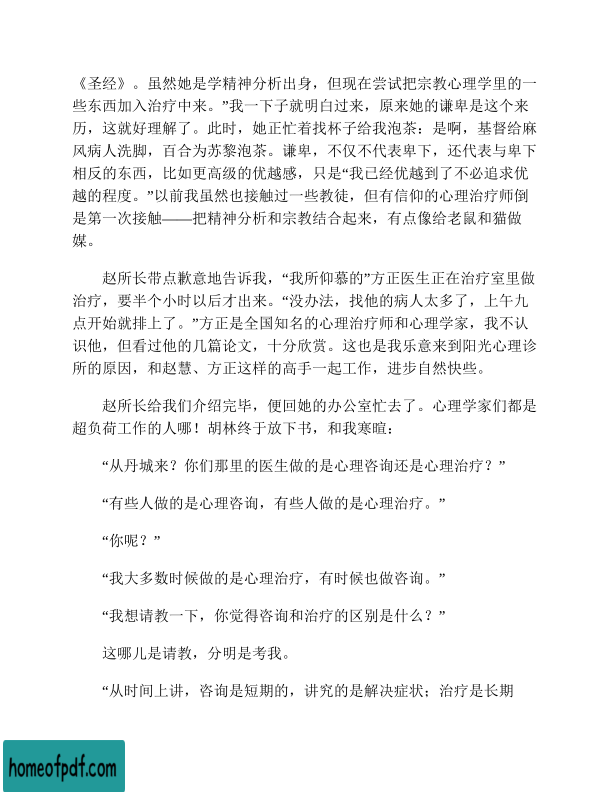 《圣经》。虽然她是学精神分析出身，但现在尝试把宗教心理学里的一
些东西加入治疗中来。”我一下子就明白过来，原来她的谦卑是这个来
历，这就好理解了。此时，她正忙着找杯子给我泡茶：是啊，基督给麻
风病人洗脚，百合为苏黎泡茶。谦卑，不仅不代表卑下，还代表与卑下
相反的东西，比如更高级的优越感，只是“我已经优越到了不必追求优
越的程度。”以前我虽然也接触过一些教徒，但有信仰的心理治疗师倒
是第一次接触——把精神分析和宗教结合起来，有点像给老鼠和猫做
媒。
赵所长带点歉意地告诉我，“我所仰慕的”方正医生正在治疗室里做
治疗，要半个小时以后才出来。“没办法，找他的病人太多了，上午九
点开始就排上了。”方正是全国知名的心理治疗师和心理学家，我不认
识他，但看过他的几篇论文，十分欣赏。这也是我乐意来到阳光心理诊
所的原因，和赵慧、方正这样的高手一起工作，进步自然快些。
赵所长给我们介绍完毕，便回她的办公室忙去了。心理学家们都是
超负荷工作的人哪！胡林终于放下书，和我寒暄：
“从丹城来？你们那里的医生做的是心理咨询还是心理治疗？”
“有些人做的是心理咨询，有些人做的是心理治疗。”
“你呢？”
“我大多数时候做的是心理治疗，有时候也做咨询。”
“我想请教一下，你觉得咨询和治疗的区别是什么？”
这哪儿是请教，分明是考我。
“从时间上讲，咨询是短期的，讲究的是解决症状；治疗是长期
homeofpdf.com